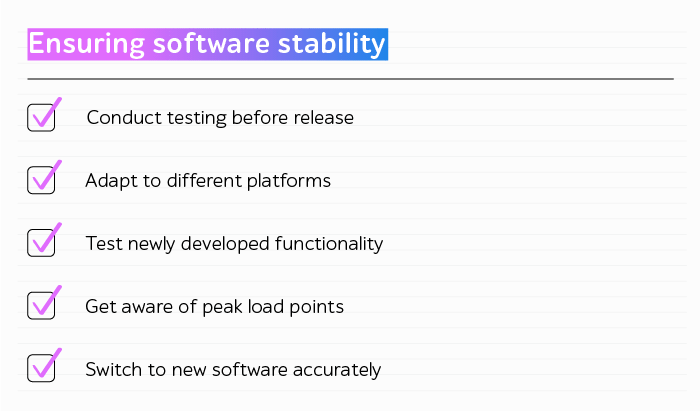 Ensuring software stability
Conduct testing before release
Adapt to different platforms
Test newly developed functionality
Get aware of peak load points
Switch to new software accurately